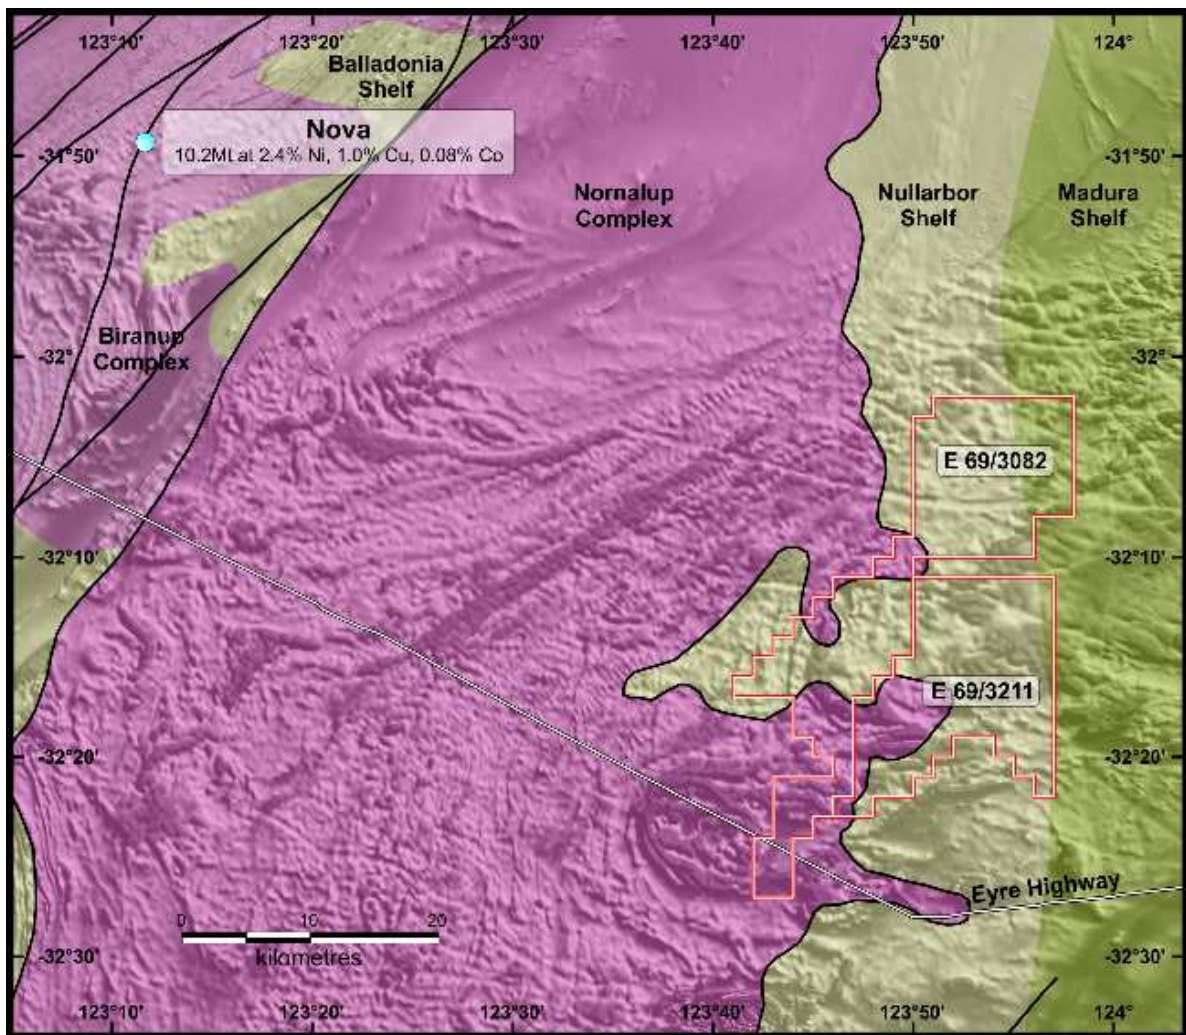 123°10'
123°20'
123°30'
123°40'
123°50'
124°
Balladonia
Shelf
Nova
10.2Mt at 2.4% Ni, 1.0% Cu, 0.08% Co
-31°50'
-31°50'
Nornalup
Complex
Nullarbor
Shelf
Madura
Shelf
Biranup
Complex
-32°
-32°
E 69/3082
-32°10'
-32°10'
E 69/3211
-32°20'
-32°20'
Eyre Highway
0 10 20
kilometres
-32°30'
-32°30'
123°10'
123°20'
123°30'
123°40'
123°50'
124°